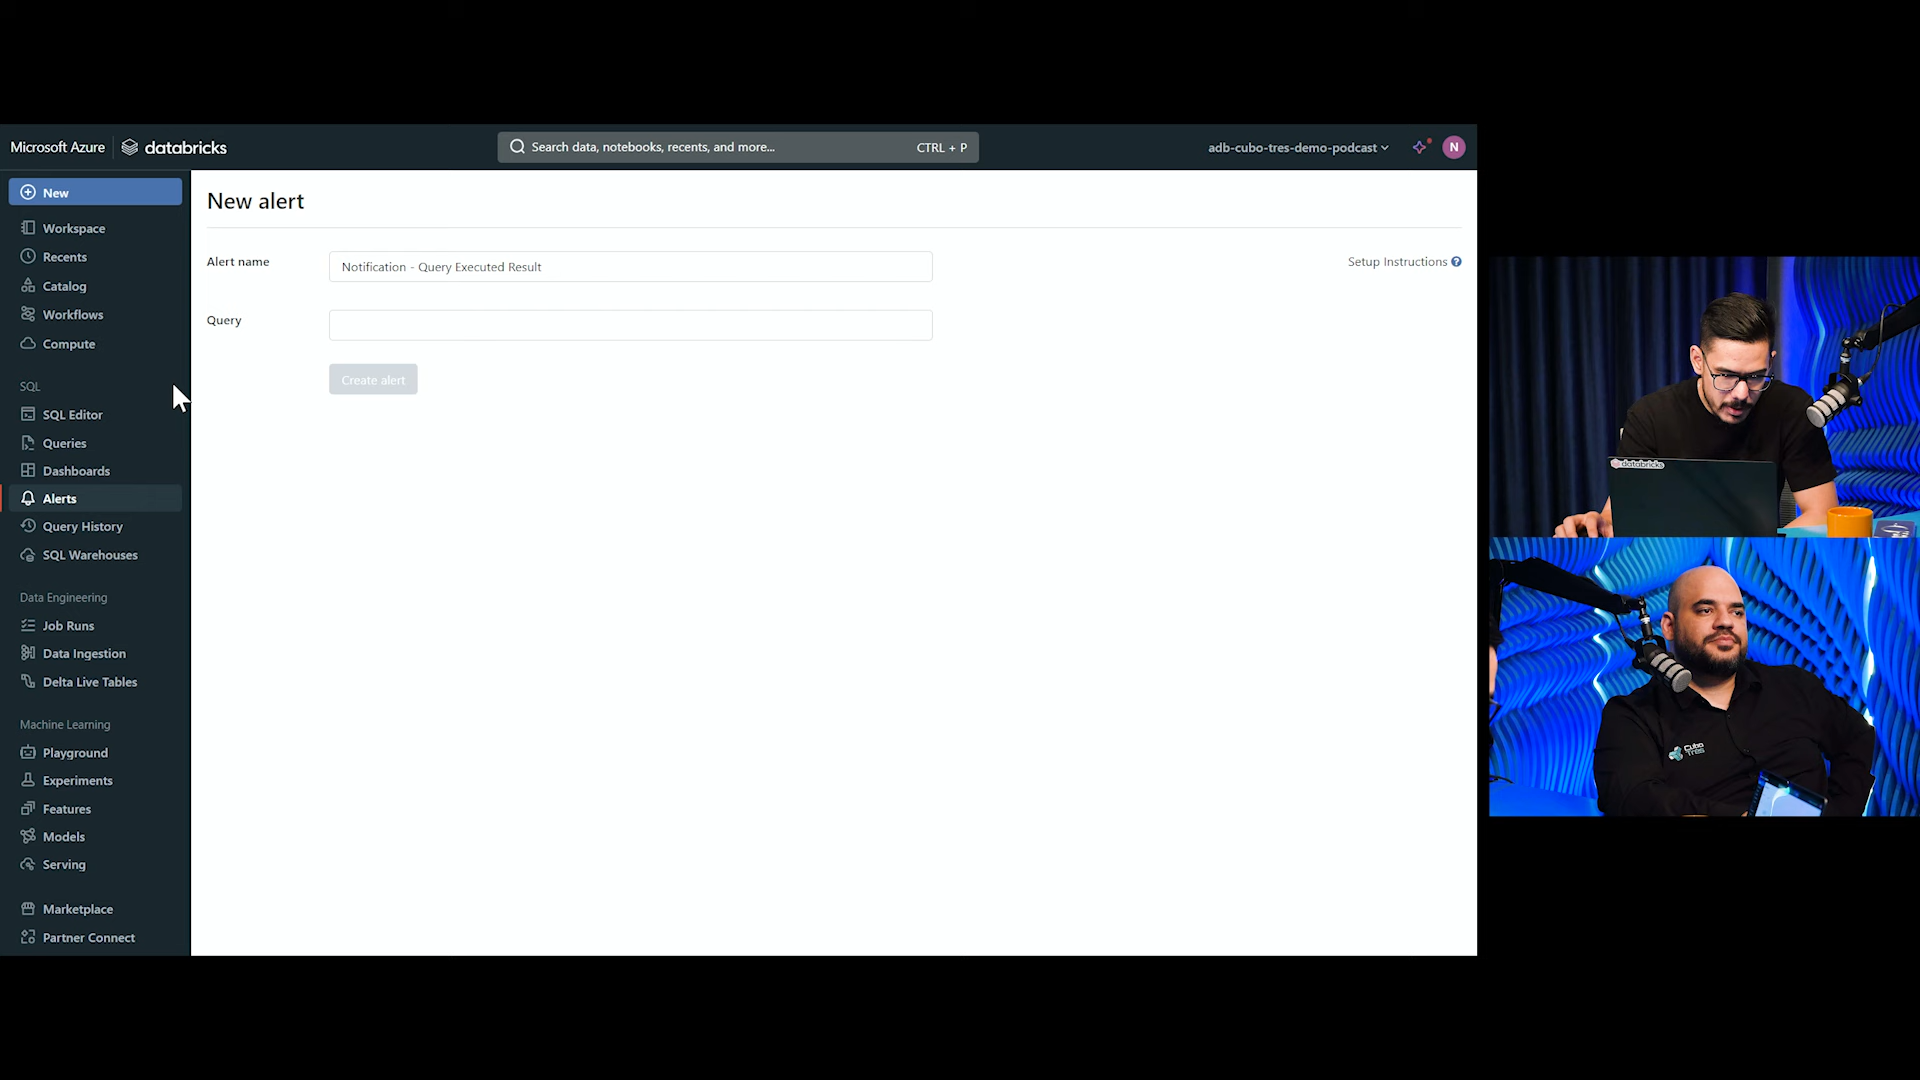 Microsoft Azure databricks
Search data, notebooks, recents, and more... CTRL + P
adb-cubo-tres-demo-podcast
N
New
Workspace
Recents
Catalog
Workflows
Compute
SQL
SQL Editor
Queries
Dashboards
Alerts
Query History
SQL Warehouses
Data Engineering
Job Runs
Data Ingestion
Delta Live Tables
Machine Learning
Playground
Experiments
Features
Models
Serving
Marketplace
Partner Connect
New alert
Alert name
Notification - Query Executed Result
Setup Instructions ?
Query
Create alert
databricks
Cubo
Três